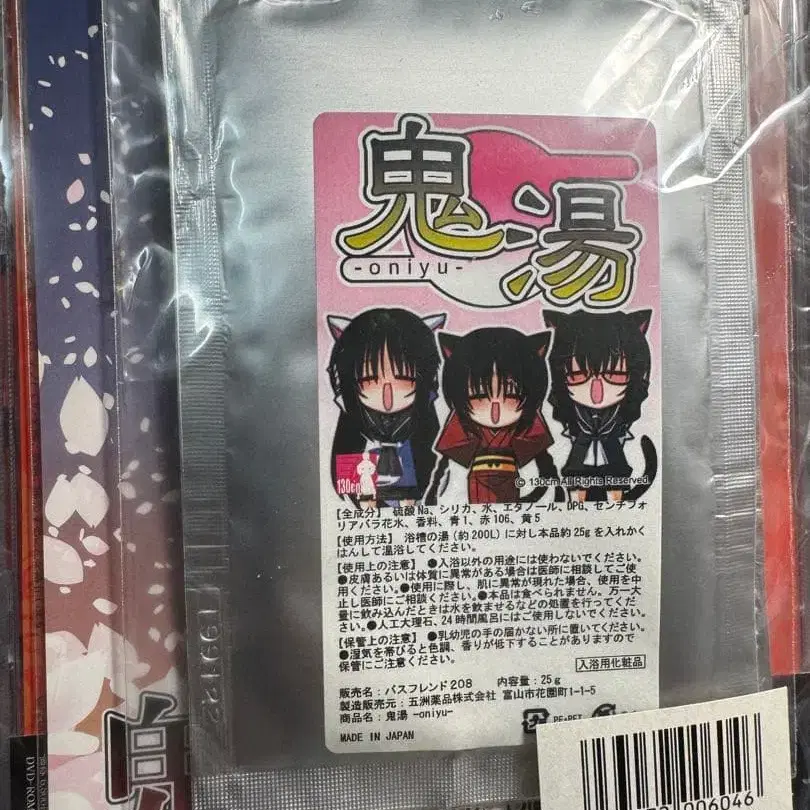 鬼湯
-oniyu-
130cm
© 130cm All Rights Reserved.
【全成分】 硫酸Na、シリカ、水、エタノール、DPG、センチフォ
リアバラ花水、香料、青1、赤106、黄5
【使用方法】 浴槽の湯(約200L)に対し本品約25gを入れかく
はんして温浴してください。
【使用上の注意】 ●入浴以外の用途には使わないでください。
●皮膚あるいは体質に異常がある場合は医師に相談してご使
用ください。●使用に際し、肌に異常が現れた場合、使用を中
止し医師にご相談ください。●本品は食べられません。万一大
量に飲み込んだときは水を飲ませるなどの処置を行ってくだ
さい。●人工大理石、24時間風呂にはご使用しないでください。
【保管上の注意】 ●乳幼児の手の届かない所に置いてください。
●湿気を帯びると色調、香りが低下することがありますので
保管にご注意ください。
入浴用化粧品
販売名:バスフレンド208 内容量:25g
製造販売元:五洲薬品株式会社 富山市花園町1-1-5
商品名:鬼湯 -oniyu-
PE・PET
MADE IN JAPAN
DVD-ROM
006046